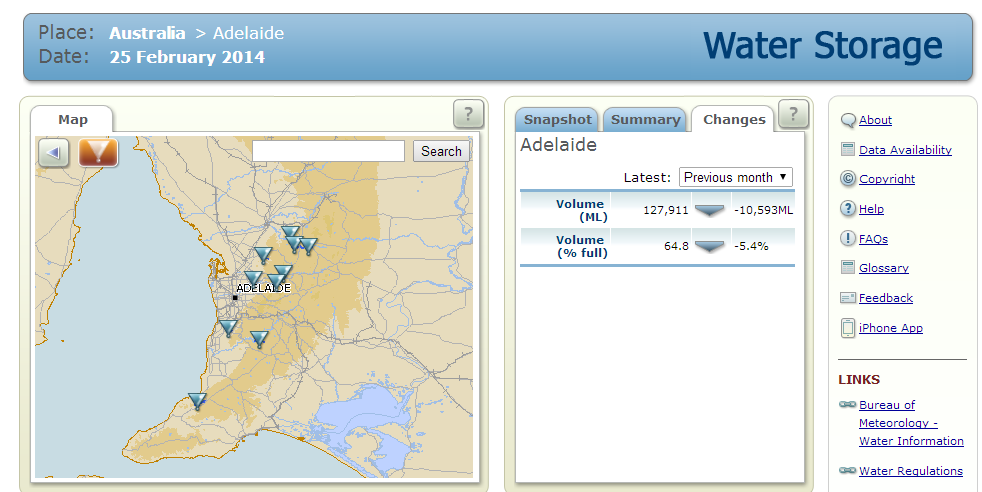 Place: Australia > Adelaide
Date: 25 February 2014
Water Storage
Map
?
Search
ADELAIDE
Snapshot Summary Changes ?
Adelaide
Latest: Previous month
Volume (ML) 127,911 -10,593ML
Volume (% full) 64.8 -5.4%
About
Data Availability
Copyright
Help
FAQs
Glossary
Feedback
iPhone App
LINKS
Bureau of
Meteorology -
Water Information
Water Regulations